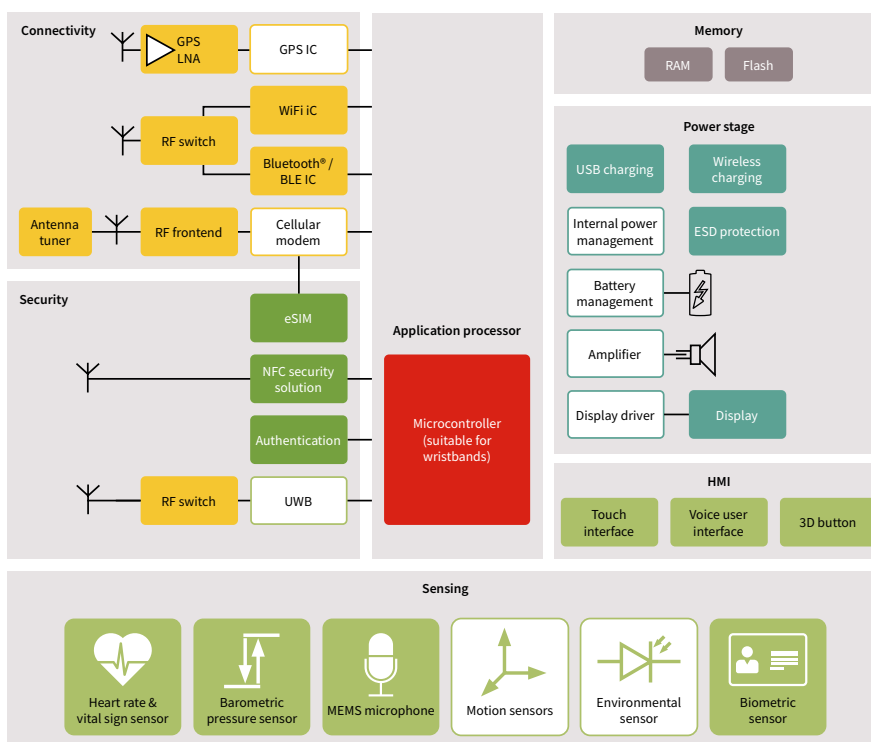 Connectivity
GPS
LNA
GPS IC
WiFi iC
RF switch
Bluetooth® /
BLE IC
Antenna
tuner
RF frontend
Cellular
modem
Security
eSIM
NFC security
solution
Authentication
RF switch
UWB
Application processor
Microcontroller
(suitable for
wristbands)
Memory
RAM
Flash
Power stage
USB charging
Wireless
charging
Internal power
management
ESD protection
Battery
management
Amplifier
Display driver
Display
HMI
Touch
interface
Voice user
interface
3D button
Sensing
Heart rate &
vital sign sensor
Barometric
pressure sensor
MEMS microphone
Motion sensors
Environmental
sensor
Biometric
sensor